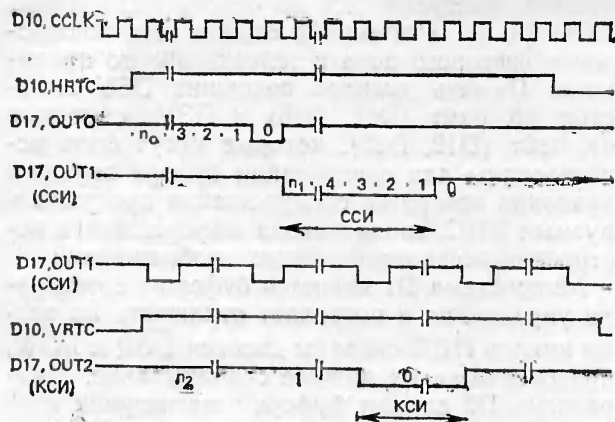 D10, CCLK
D10, HRTC
D17, OUT0
n0 · 3 · 2 · 1 0
D17, OUT1
(ССИ)
n1 · 4 · 3 · 2 · 1 0
ССИ
D17, OUT1
(ССИ)
D10, VRTC
D17, OUT2
(КСИ)
n2 1 0
КСИ